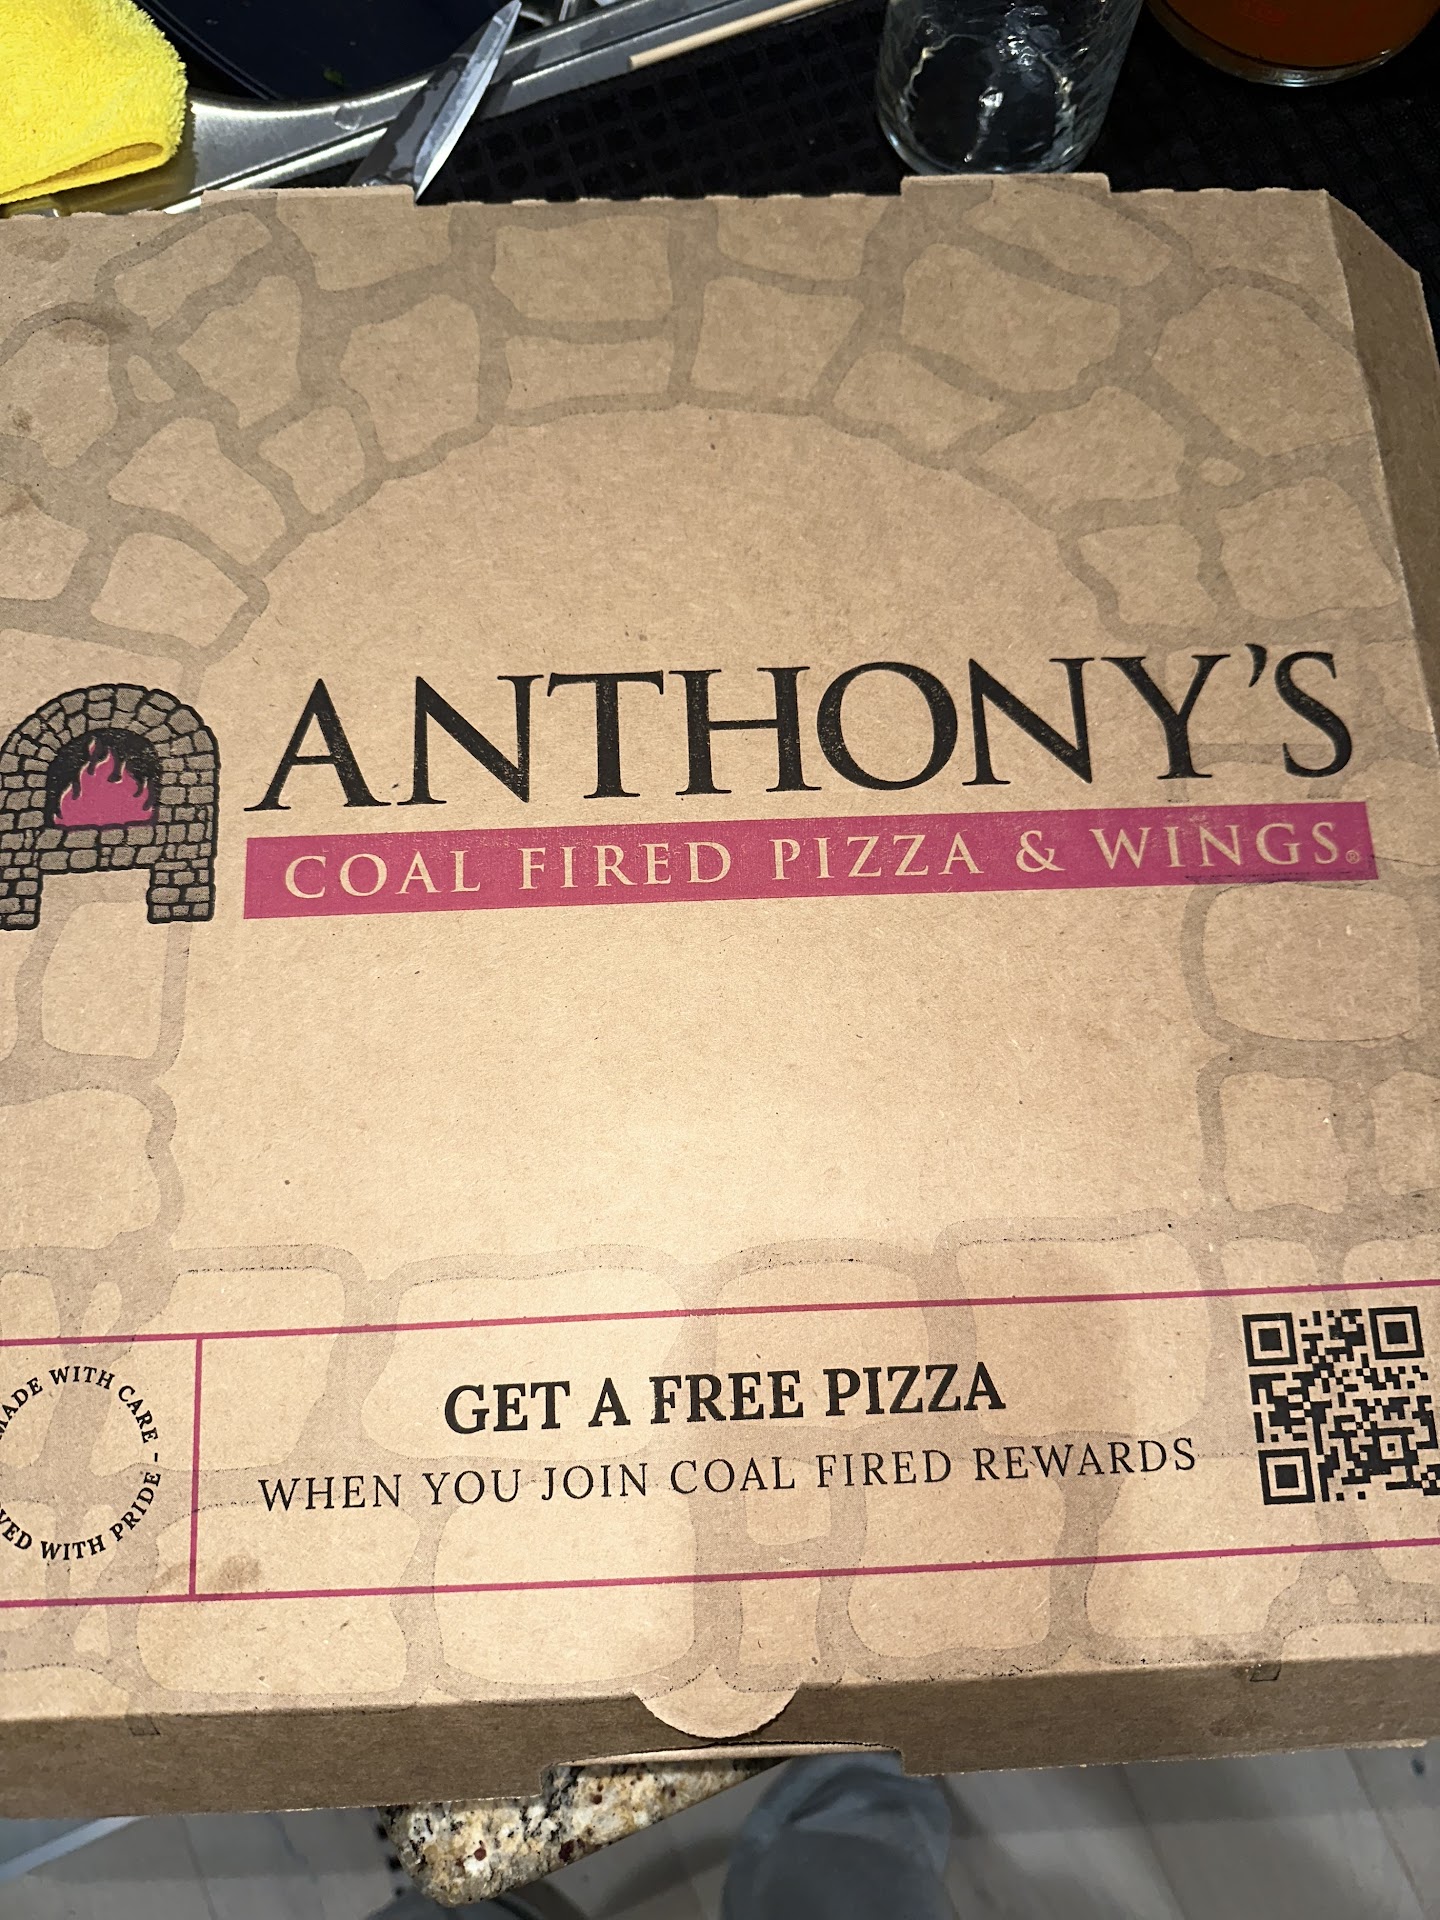 ANTHONY'S
COAL FIRED PIZZA & WINGS®
MADE WITH CARE -
WITH PRIDE -
GET A FREE PIZZA
WHEN YOU JOIN COAL FIRED REWARDS